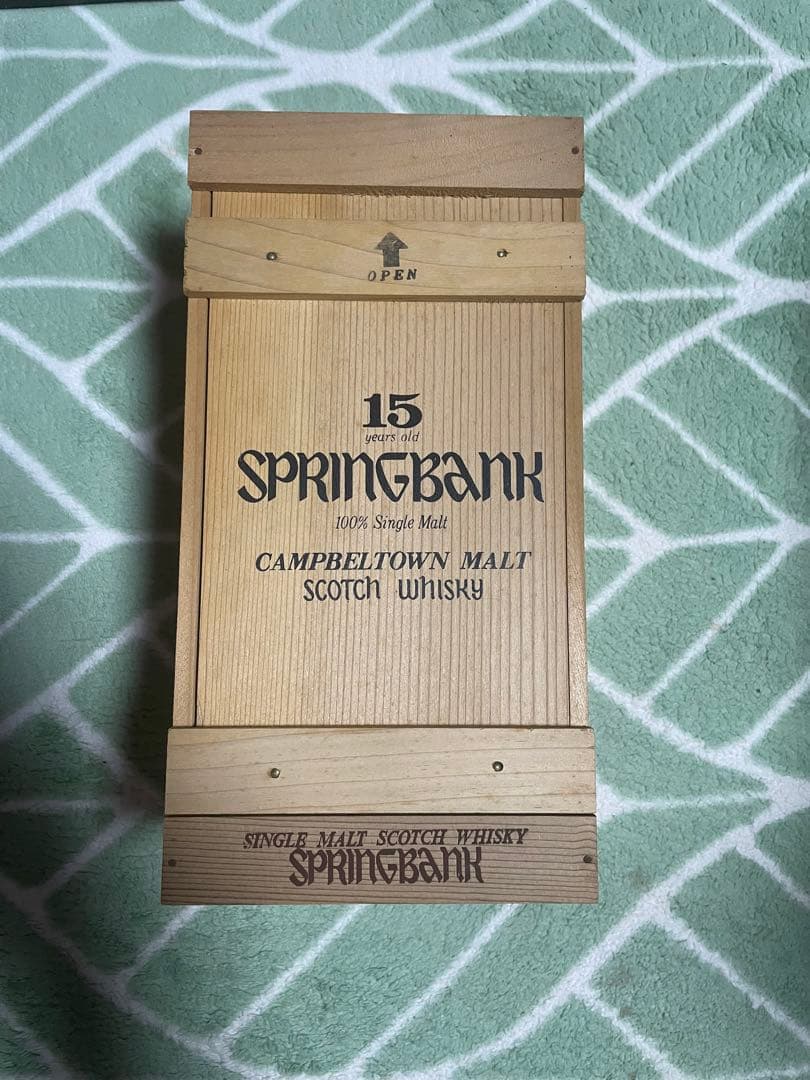 OPEN
15
years old
SPRINGBANK
100% Single Malt
CAMPBELTOWN MALT
SCOTCH WHISKY
SINGLE MALT SCOTCH WHISKY
SPRINGBANK